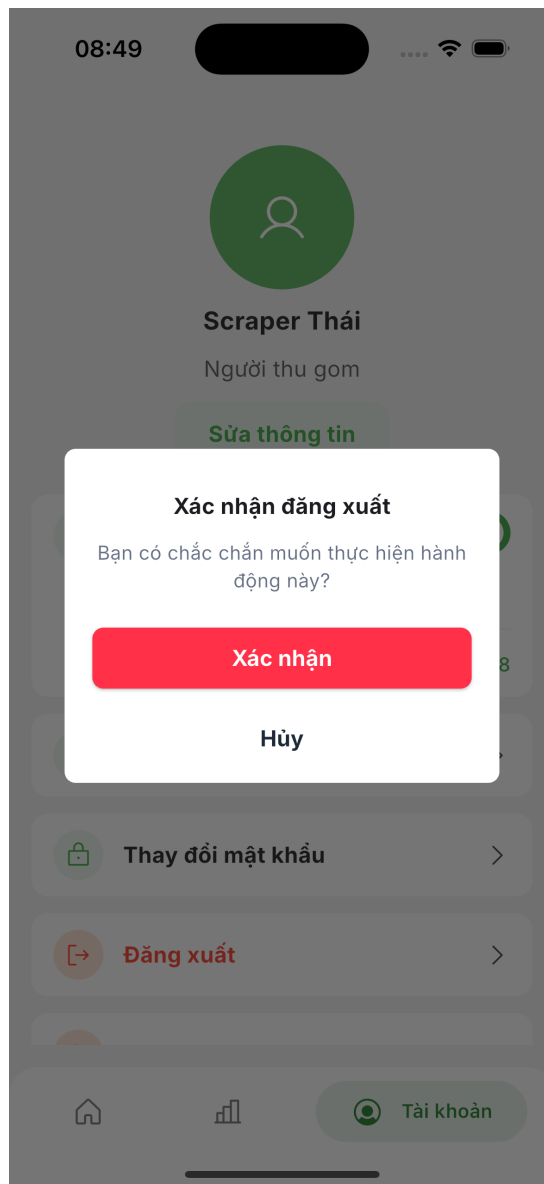 08:49
Scraper Thái
Người thu gom
Sửa thông tin
Xác nhận đăng xuất
Bạn có chắc chắn muốn thực hiện hành
động này?
Xác nhận
8
Hủy
Thay đổi mật khẩu
Đăng xuất
Tài khoản